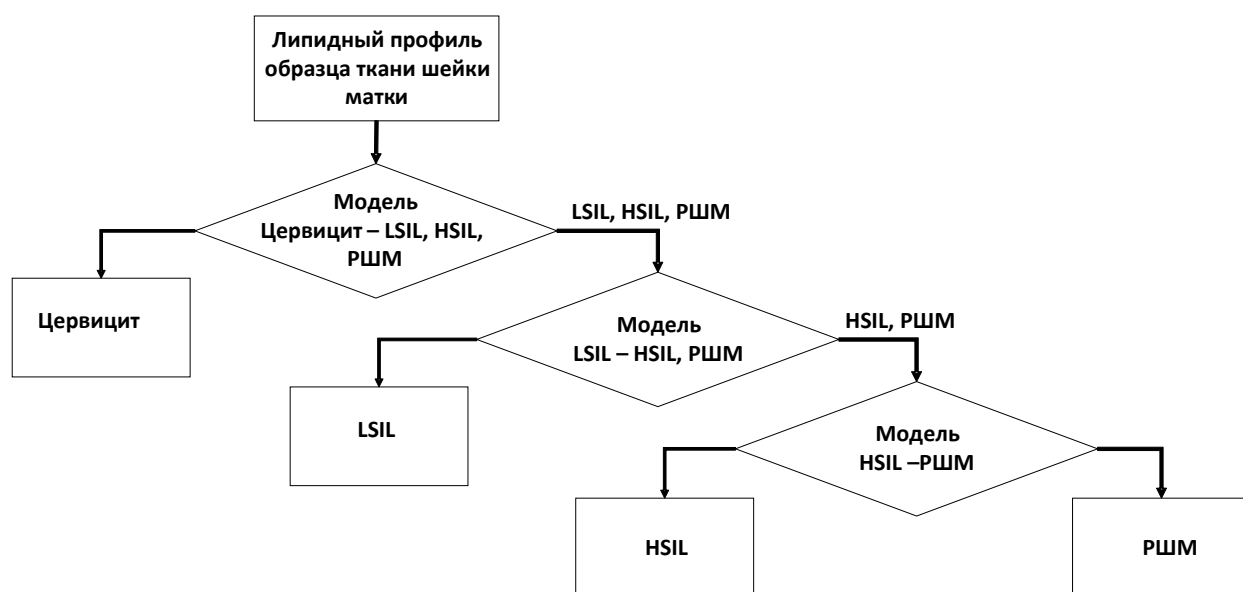 Липидный профиль
образца ткани шейки
матки
Модель
Цервицит – LSIL, HSIL,
РШМ
LSIL, HSIL, РШМ
Цервицит
Модель
LSIL – HSIL, РШМ
HSIL, РШМ
LSIL
Модель
HSIL –РШМ
HSIL
РШМ